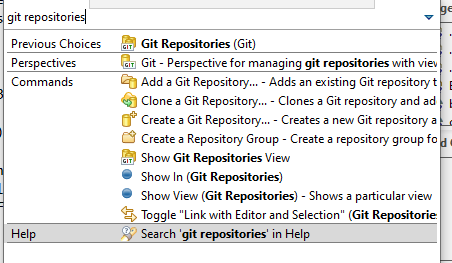 git repositories
Previous Choices Git Repositories (Git)
Perspectives Git - Perspective for managing git repositories with view
Commands Add a Git Repository... - Adds an existing Git repository t
Clone a Git Repository... - Clones a Git repository and ad
Create a Git Repository... - Creates a new Git repository a
Create a Repository Group - Create a repository group fo
Show Git Repositories View
Show In (Git Repositories)
Show View (Git Repositories) - Shows a particular view
Toggle "Link with Editor and Selection" (Git Repositories
Help Search 'git repositories' in Help